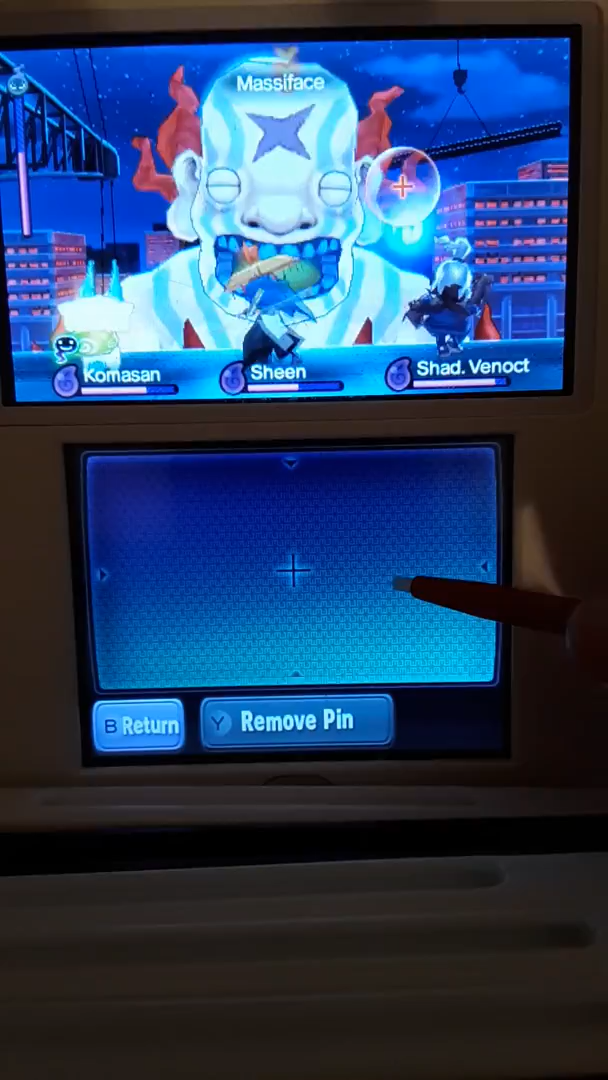 Massiface
Komasan
Sheen
Shad. Venoct
B Return
Y Remove Pin